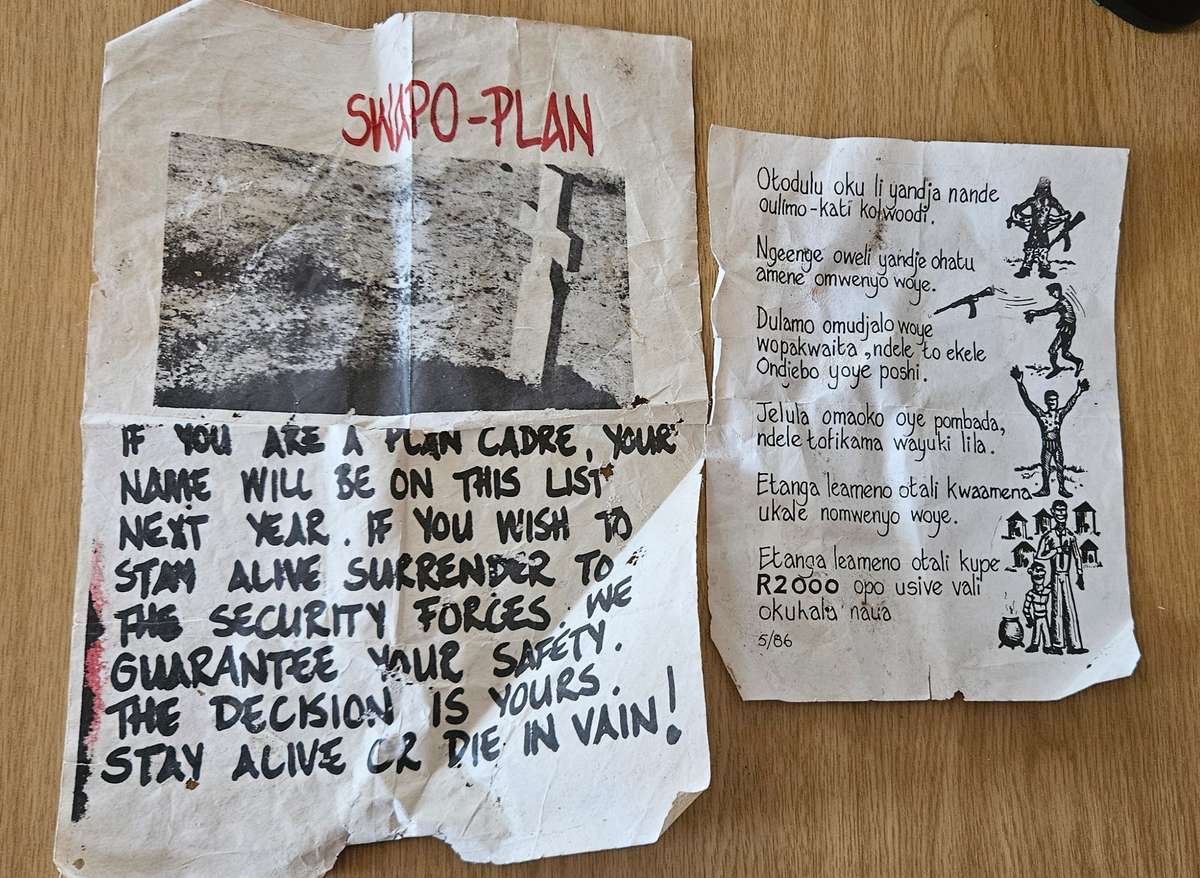 SWAPO-PLAN
IF YOU ARE A PLAN CADRE, YOUR
NAME WILL BE ON THIS LIST
NEXT YEAR. IF YOU WISH TO
STAY ALIVE SURRENDER TO
THE SECURITY FORCES. WE
GUARANTEE YOUR SAFETY.
THE DECISION IS YOURS.
STAY ALIVE OR DIE IN VAIN!
Otodulu oku li yandja nande
oulimo-kati kolwoodi.
Ngeenge oweli yandje ohatu
amene omwenyo woye.
Dulamo omudjalo woye
wopakwaita, ndele to ekele
Ondjebo yoye poshi.
Jelula omaoko oye pombada,
ndele tofikama wayuki lila.
Etanga leameno otali kwaamena
ukale nomwenyo woye.
Etanga leameno otali kupe
R2000 opo usive vali
okuhalu naua
5/86